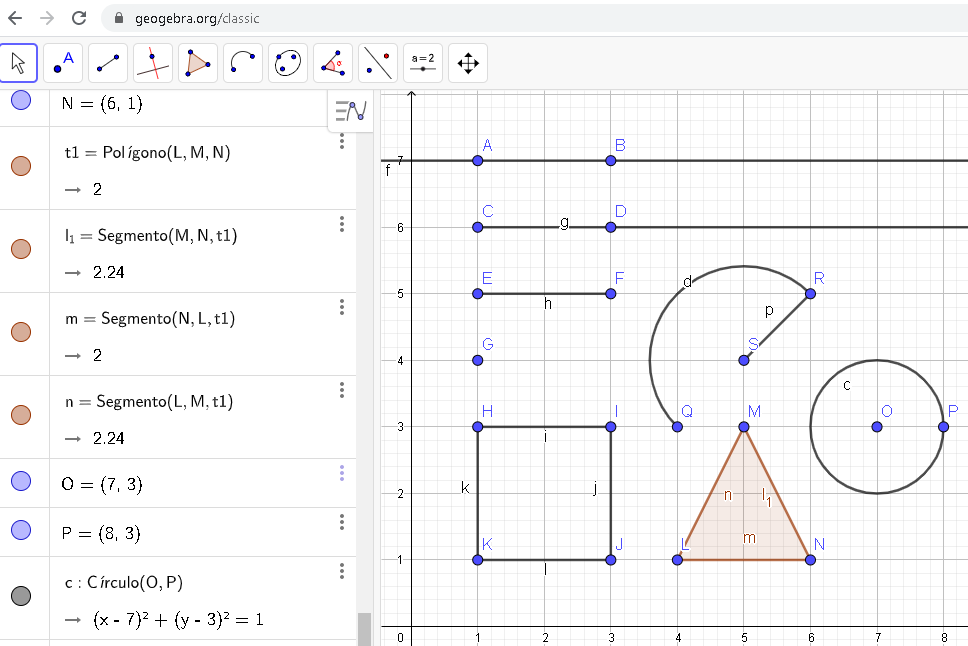 geogebra.org/classic
A
a=2
N = (6, 1)
t1 = Polígono(L, M, N)
→ 2
l₁ = Segmento(M, N, t1)
→ 2.24
m = Segmento(N, L, t1)
→ 2
n = Segmento(L, M, t1)
→ 2.24
O = (7, 3)
P = (8, 3)
c : Círculo(O, P)
→ (x - 7)² + (y - 3)² = 1
A B
7
f
C g D
6
E F R
5
d
h p
G S
4
c
H I Q M O P
3
i
k j n l₁
2
m
K J L N
1
l
0 1 2 3 4 5 6 7 8